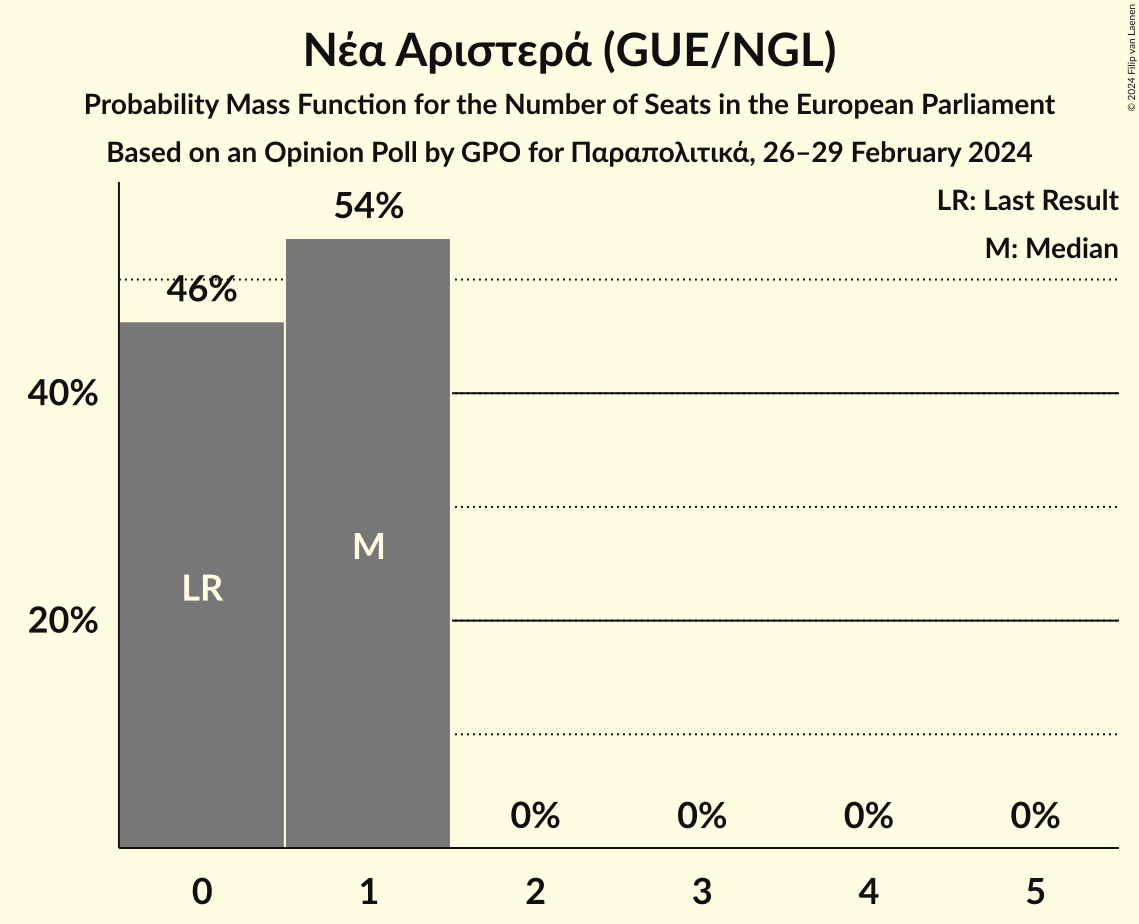 Νέα Αριστερά (GUE/NGL)
Probability Mass Function for the Number of Seats in the European Parliament
Based on an Opinion Poll by GPO for Παραπολιτικά, 26–29 February 2024
© 2024 Filip van Laenen
LR: Last Result
M: Median
54%
46%
40%
20%
M
LR
0% 0% 0% 0%
0 1 2 3 4 5